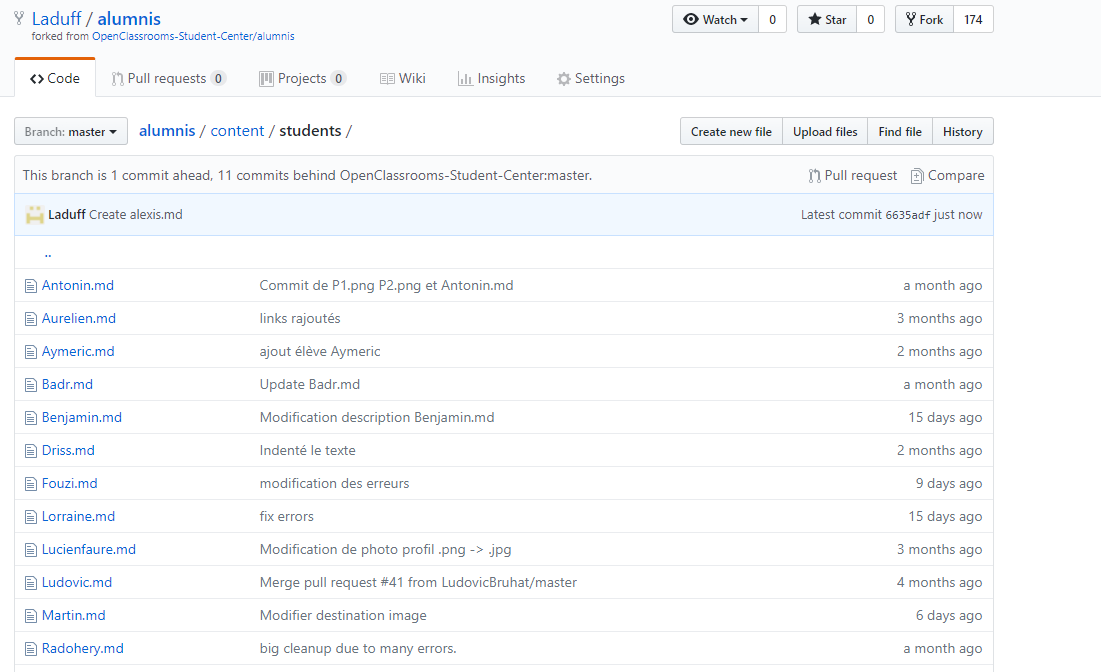 Laduff / alumnis
Watch 0 Star 0 Fork 174
forked from OpenClassrooms-Student-Center/alumnis
Code Pull requests 0 Projects 0 Wiki Insights Settings
Branch: master alumnis / content / students / Create new file Upload files Find file History
This branch is 1 commit ahead, 11 commits behind OpenClassrooms-Student-Center:master. Pull request Compare
Laduff Create alexis.md Latest commit 6635adf just now
..
Antonin.md Commit de P1.png P2.png et Antonin.md a month ago
Aurelien.md links rajoutés 3 months ago
Aymeric.md ajout élève Aymeric 2 months ago
Badr.md Update Badr.md a month ago
Benjamin.md Modification description Benjamin.md 15 days ago
Driss.md Indenté le texte 2 months ago
Fouzi.md modification des erreurs 9 days ago
Lorraine.md fix errors 15 days ago
Lucienfaure.md Modification de photo profil .png -> .jpg 3 months ago
Ludovic.md Merge pull request #41 from LudovicBruhat/master 4 months ago
Martin.md Modifier destination image 6 days ago
Radohery.md big cleanup due to many errors. a month ago